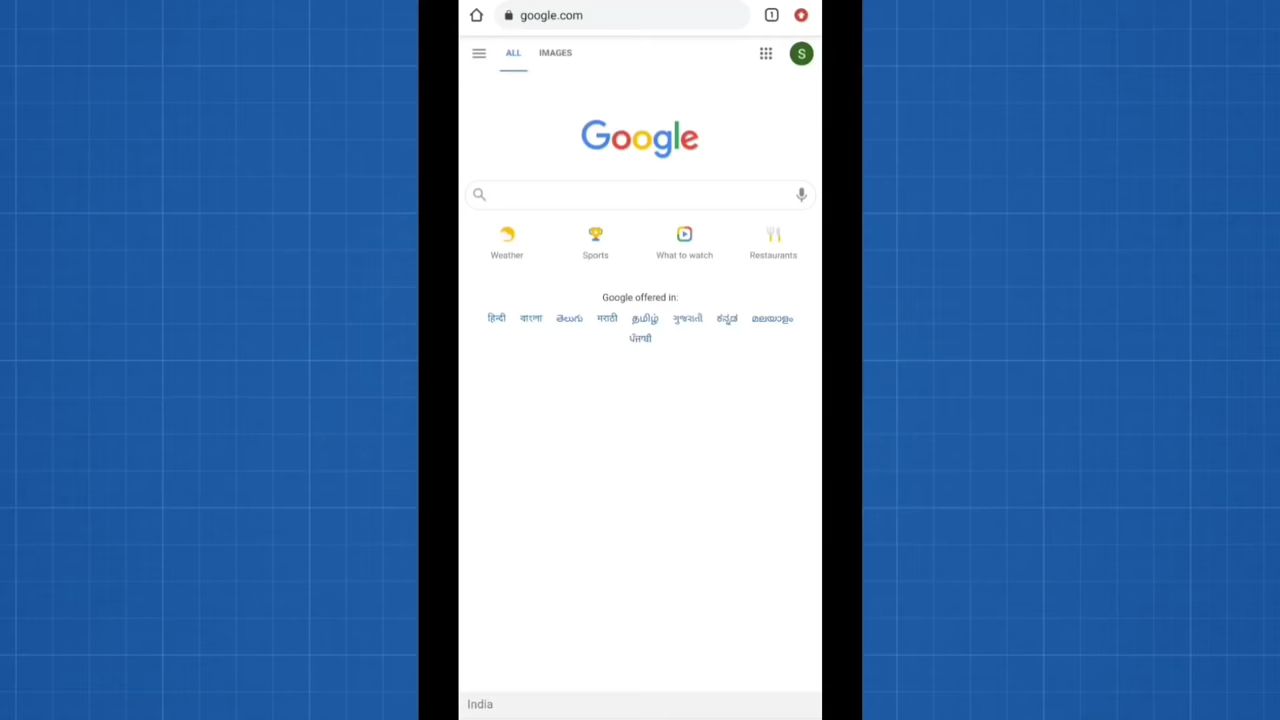 google.com 1
ALL IMAGES S
Google
Weather Sports What to watch Restaurants
Google offered in:
हिन्दी বাংলা తెలుగు मराठी தமிழ் ગુજરાતી ಕನ್ನಡ മലയാളം
ਪੰਜਾਬੀ
India